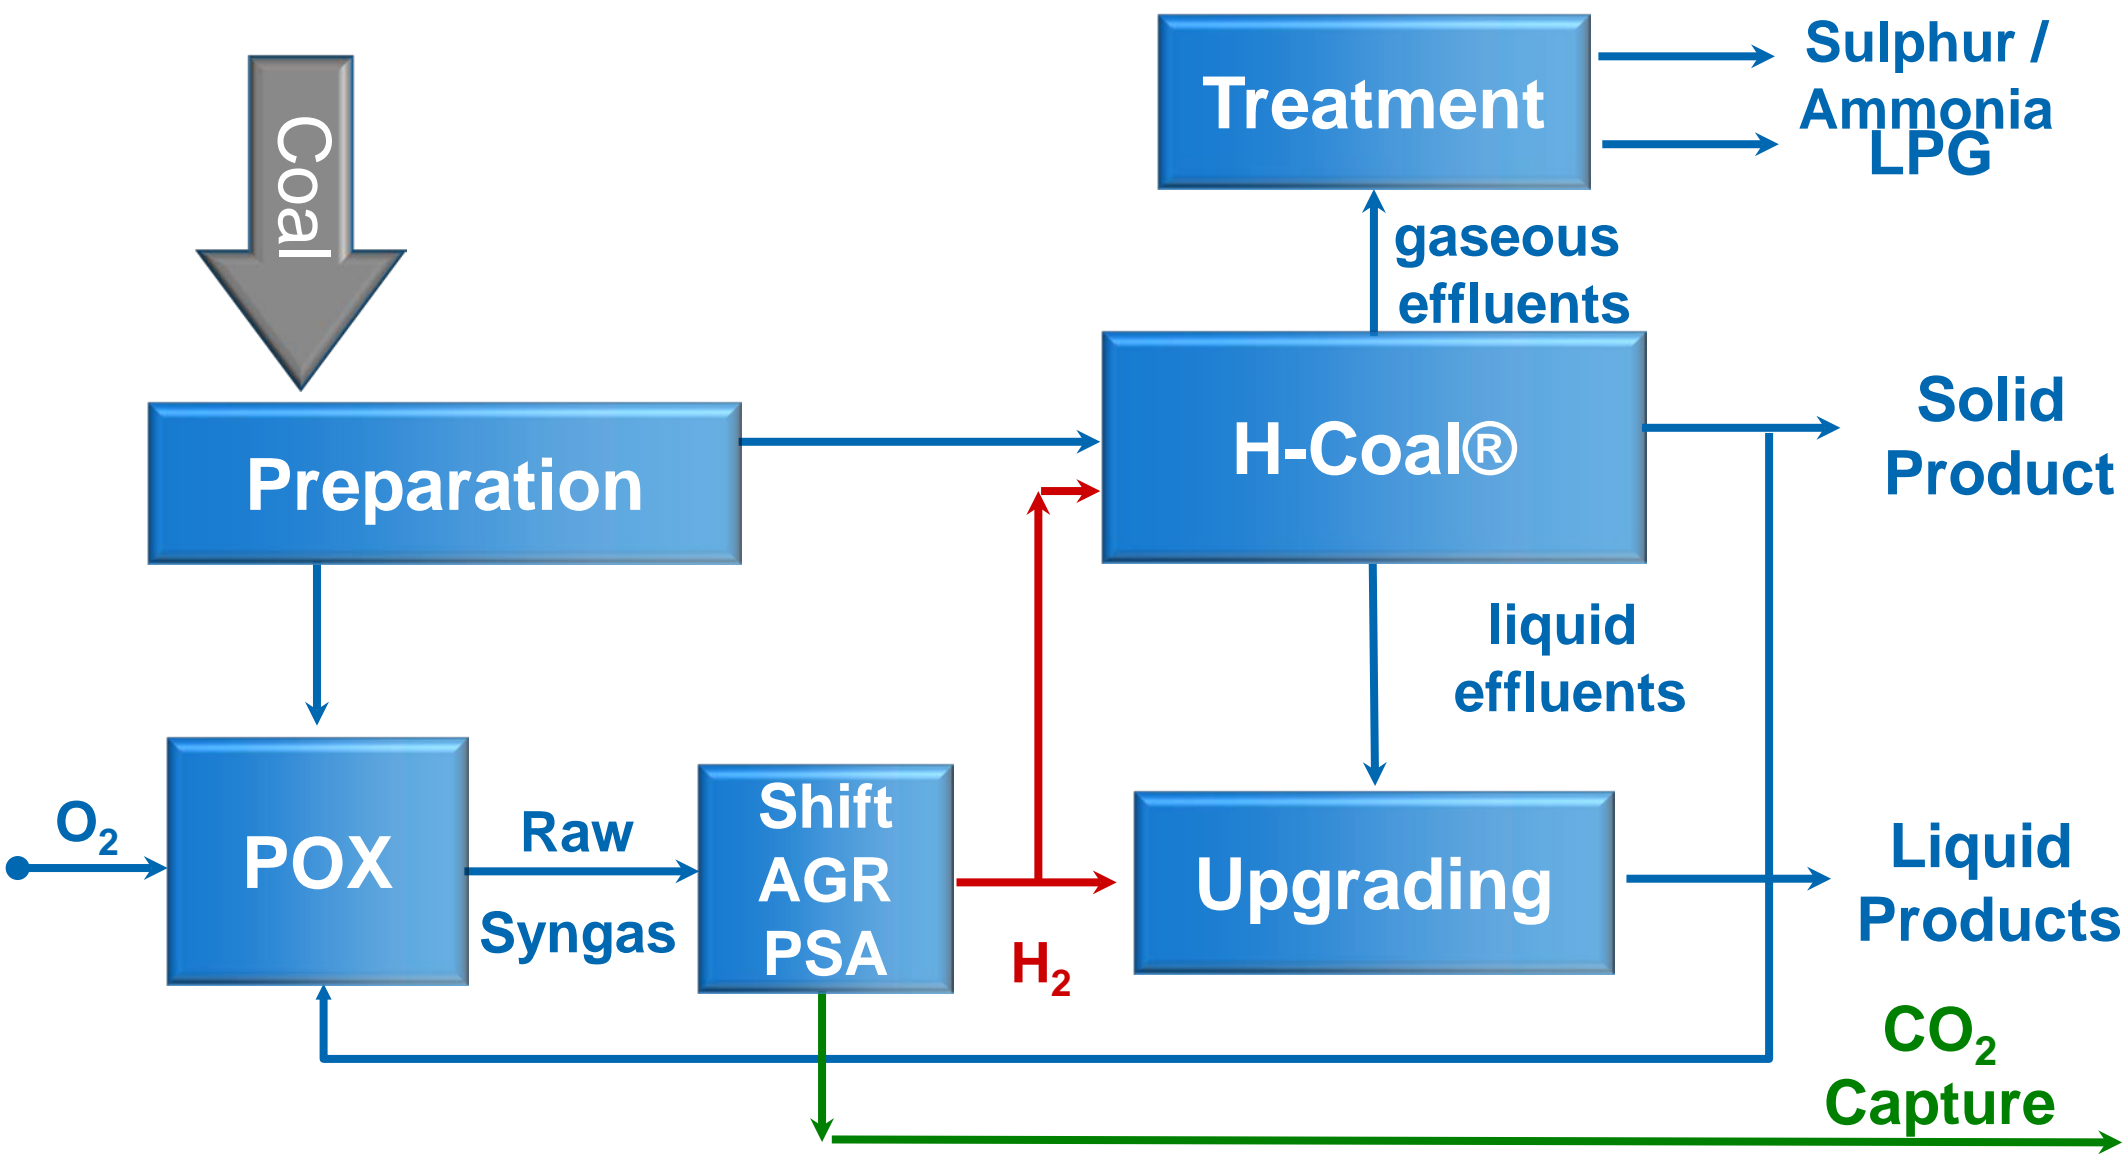 Coal
Treatment
Sulphur /
Ammonia
LPG
gaseous
effluents
Preparation
H-Coal®
Solid
Product
liquid
effluents
O₂
POX
Raw
Syngas
Shift
AGR
PSA
H₂
Upgrading
Liquid
Products
CO₂
Capture